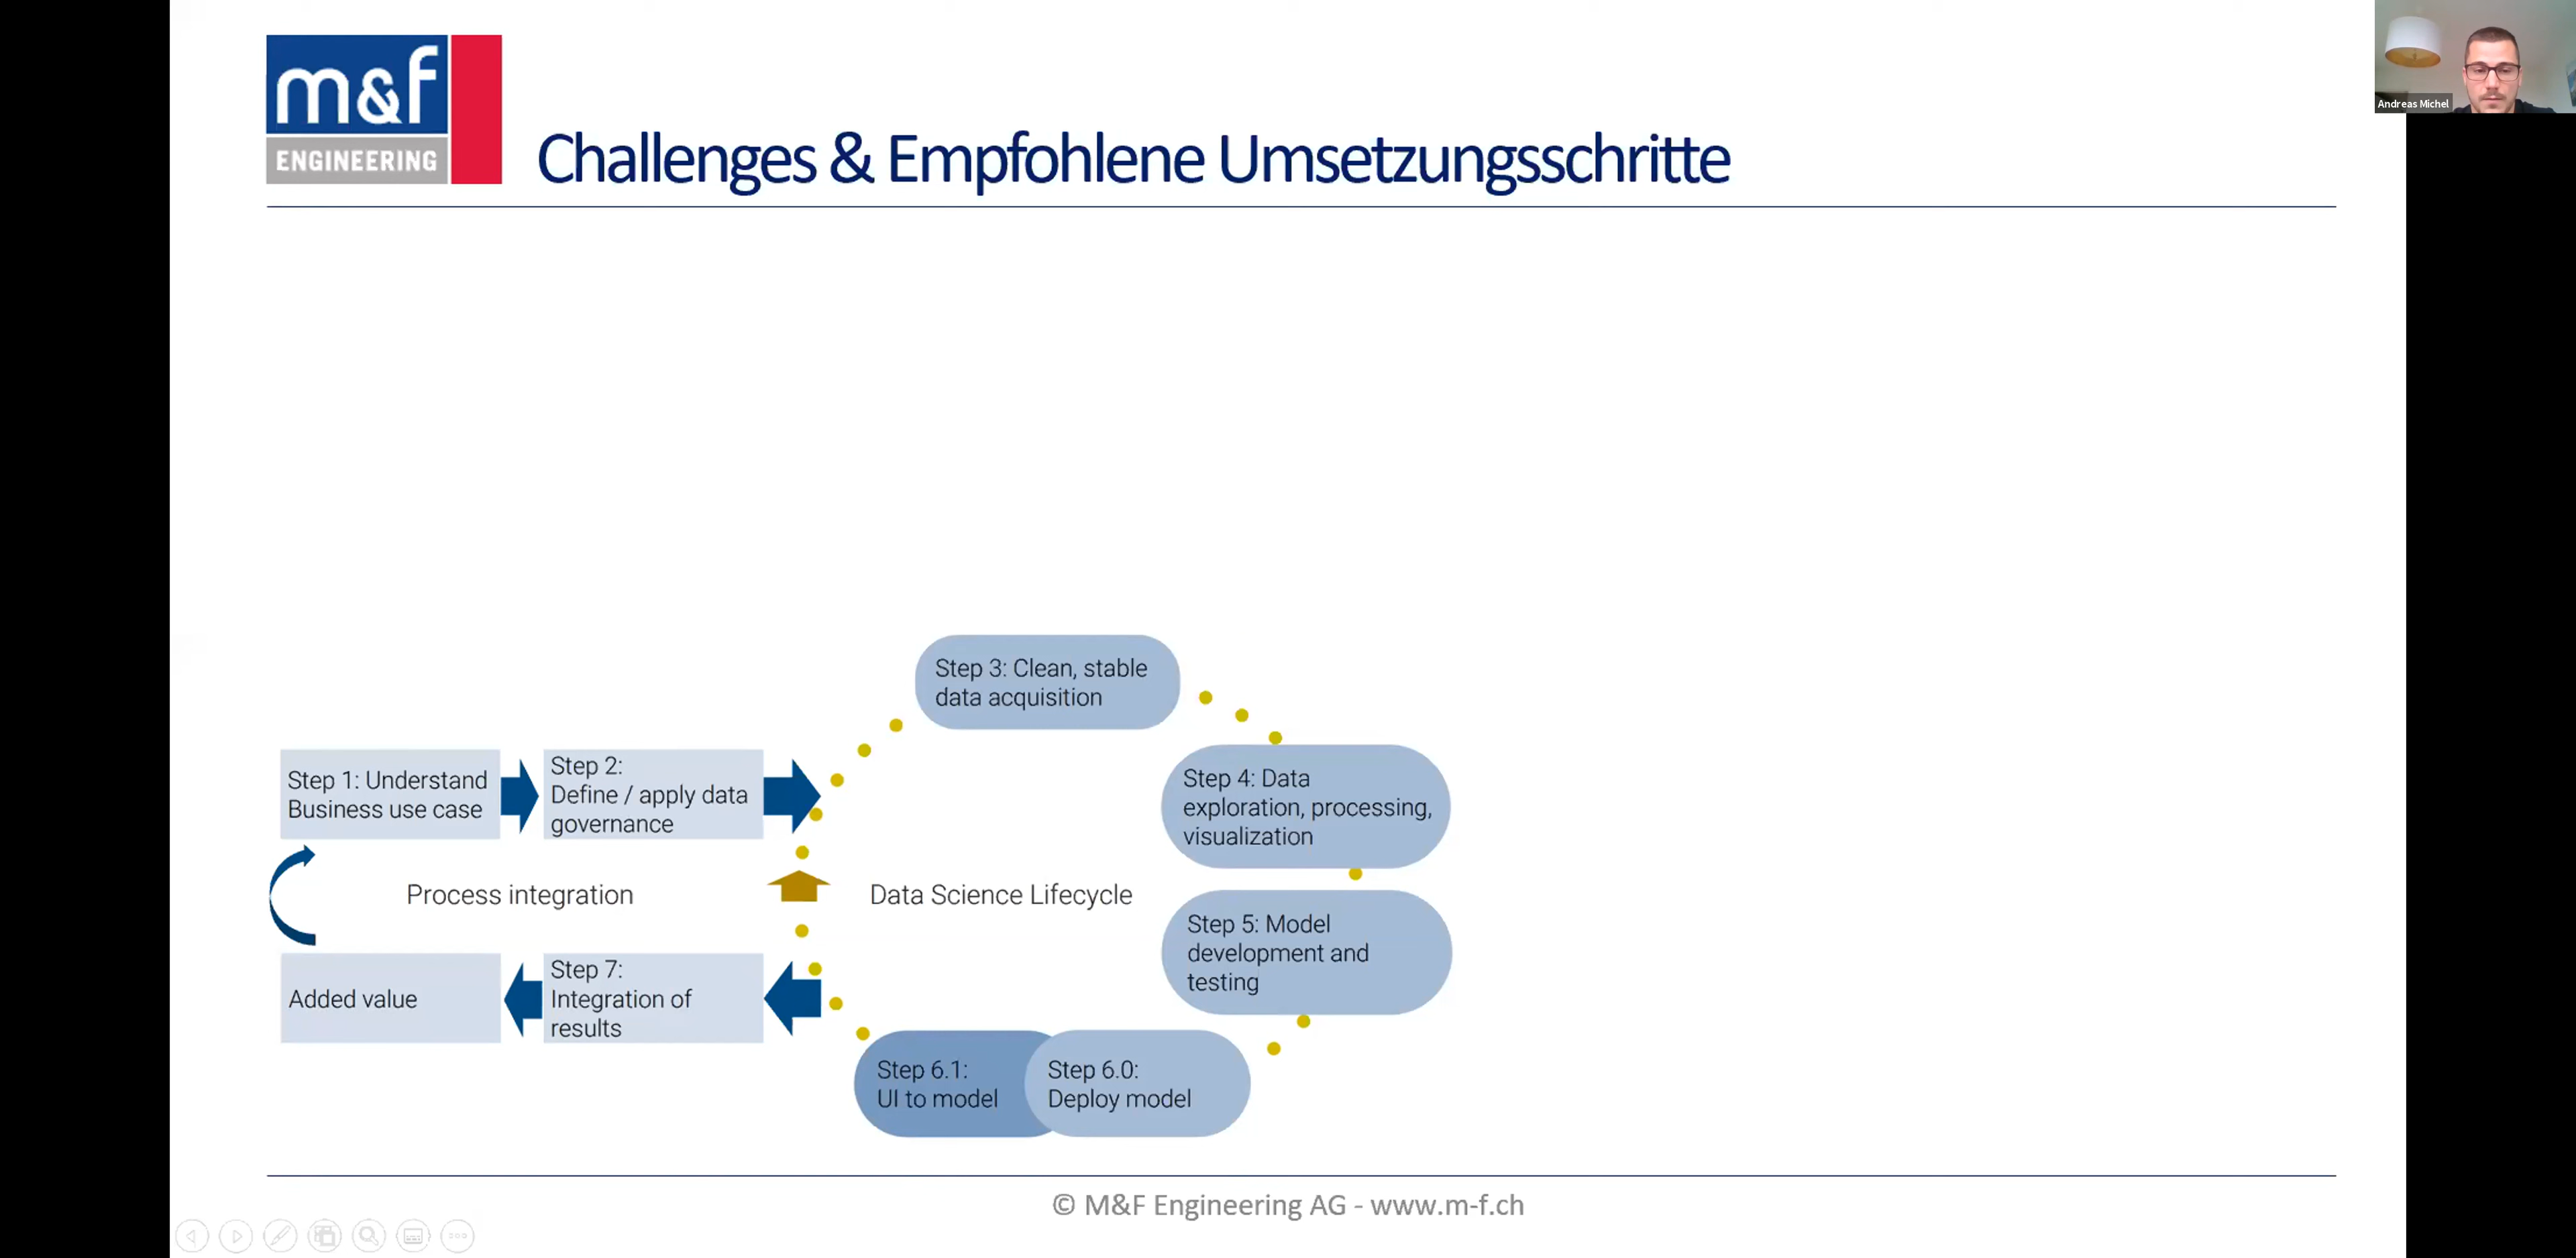 m&f
ENGINEERING
Challenges & Empfohlene Umsetzungsschritte
Andreas Michel
Step 3: Clean, stable
data acquisition
Step 1: Understand
Business use case
Step 2:
Define / apply data
governance
Step 4: Data
exploration, processing,
visualization
Process integration
Data Science Lifecycle
Step 5: Model
development and
testing
Added value
Step 7:
Integration of
results
Step 6.1:
UI to model
Step 6.0:
Deploy model
© M&F Engineering AG - www.m-f.ch